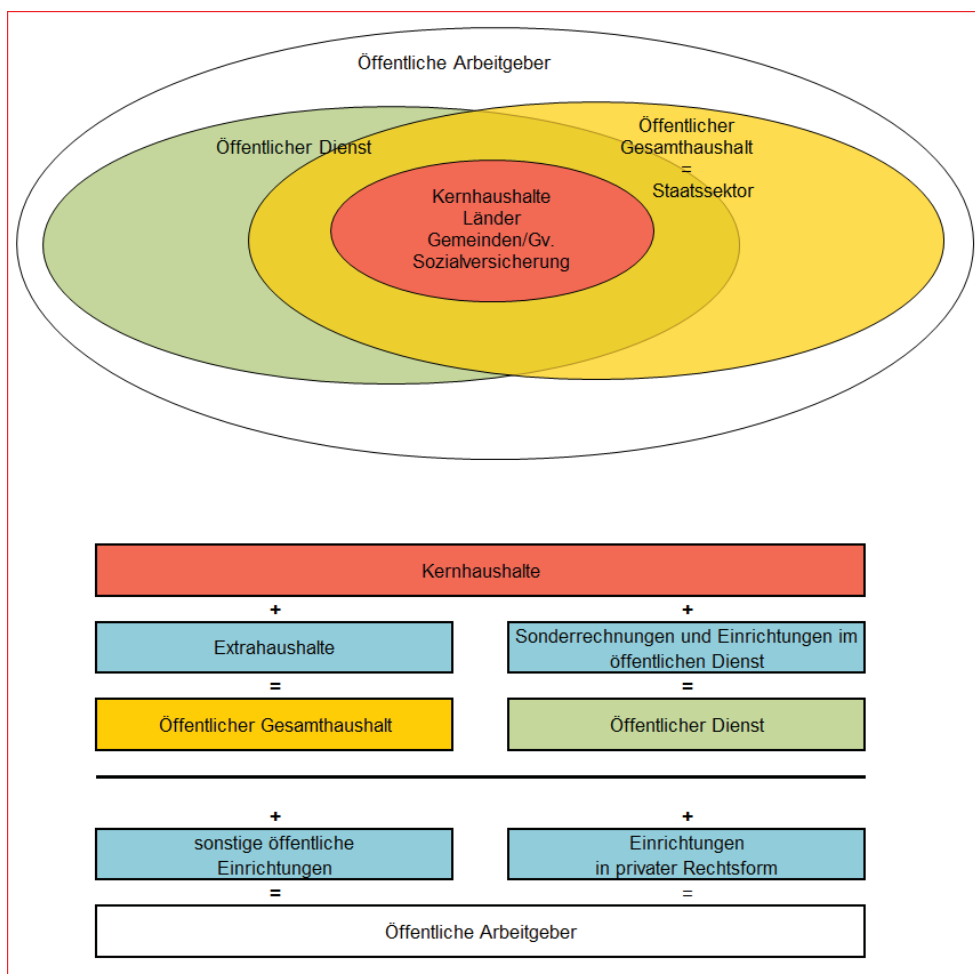 Öffentliche Arbeitgeber
Öffentlicher Dienst
Öffentlicher
Gesamthaushalt
=
Staatssektor
Kernhaushalte
Länder
Gemeinden/Gv.
Sozialversicherung
Kernhaushalte
+ +
Extrahaushalte
Sonderrechnungen und Einrichtungen im
öffentlichen Dienst
= =
Öffentlicher Gesamthaushalt
Öffentlicher Dienst
+ +
sonstige öffentliche
Einrichtungen
Einrichtungen
in privater Rechtsform
= =
Öffentliche Arbeitgeber